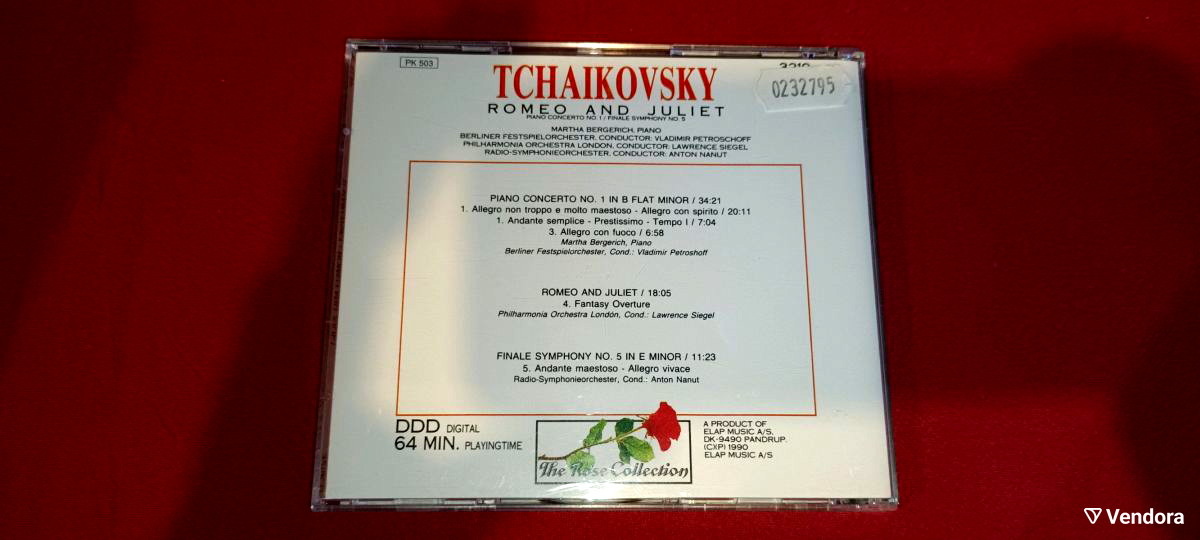 PK 503
TCHAIKOVSKY
0232795
ROMEO AND JULIET
PIANO CONCERTO NO. 1 / FINALE SYMPHONY NO. 5
MARTHA BERGERICH, PIANO
BERLINER FESTSPIELORCHESTER, CONDUCTOR: VLADIMIR PETROSCHOFF
PHILHARMONIA ORCHESTRA LONDON, CONDUCTOR: LAWRENCE SIEGEL
RADIO-SYMPHONIEORCHESTER, CONDUCTOR: ANTON NANUT
PIANO CONCERTO NO. 1 IN B FLAT MINOR / 34:21
1. Allegro non troppo e molto maestoso - Allegro con spirito / 20:11
1. Andante semplice - Prestissimo - Tempo I / 7:04
3. Allegro con fuoco / 6:58
Martha Bergerich, Piano
Berliner Festspielorchester, Cond.: Vladimir Petroshoff
ROMEO AND JULIET / 18:05
4. Fantasy Overture
Philharmonia Orchestra London, Cond.: Lawrence Siegel
FINALE SYMPHONY NO. 5 IN E MINOR / 11:23
5. Andante maestoso - Allegro vivace
Radio-Symphonieorchester, Cond.: Anton Nanut
DDD DIGITAL
64 MIN. PLAYINGTIME
The Rose Collection
A PRODUCT OF
ELAP MUSIC A/S.
DK-9490 PANDRUP.
(C)(P) 1990
ELAP MUSIC A/S
Vendora